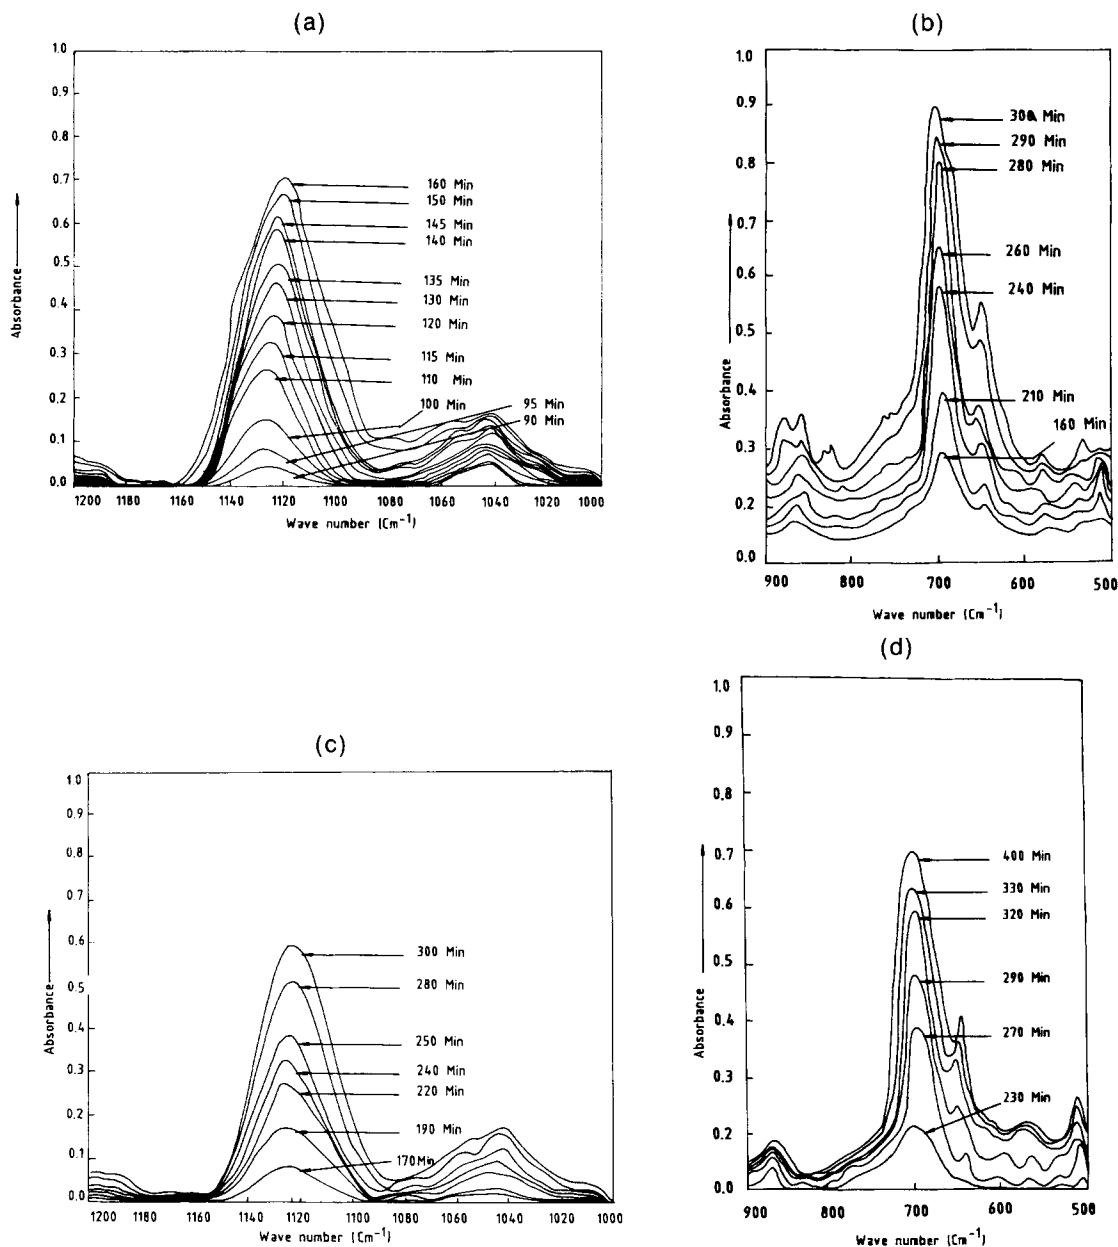 (a)
1.0
0.9
0.8
0.7
0.6
0.5
0.4
0.3
0.2
0.1
0.0
Absorbance
160 Min
150 Min
145 Min
140 Min
135 Min
130 Min
120 Min
115 Min
110 Min
100 Min
95 Min
90 Min
1200 1180 1160 1140 1120 1100 1080 1060 1040 1020 1000
Wave number (Cm-1)
(b)
1.0
0.9
0.8
0.7
0.6
0.5
0.4
0.3
0.2
0.0
Absorbance
300 Min
290 Min
280 Min
260 Min
240 Min
210 Min
160 Min
900 800 700 600 500
Wave number (Cm-1)
(c)
1.0
0.9
0.8
0.7
0.6
0.5
0.4
0.3
0.2
0.1
0.0
Absorbance
300 Min
280 Min
250 Min
240 Min
220 Min
190 Min
170 Min
1200 1180 1160 1140 1120 1100 1080 1060 1040 1020 1000
Wave number (Cm-1)
(d)
1.0
0.9
0.8
0.7
0.6
0.5
0.4
0.3
0.2
0.0
Absorbance
400 Min
330 Min
320 Min
290 Min
270 Min
230 Min
900 800 700 600 500
Wave number (Cm-1)